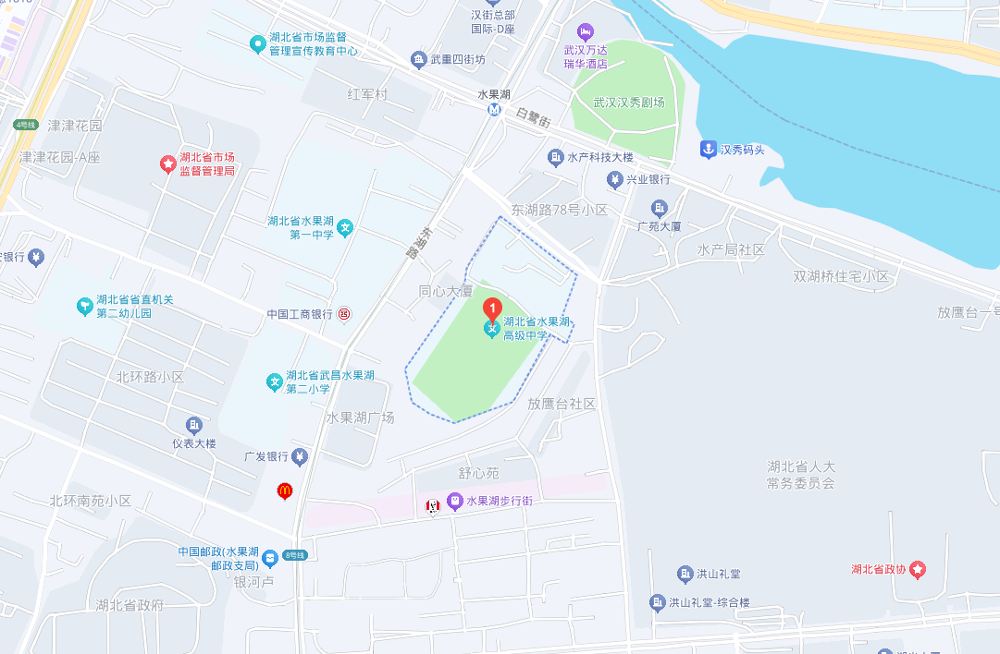 汉街总部
国际-D座
湖北省市场监督
管理宣传教育中心
武重四街坊
武汉万达
瑞华酒店
红军村
水果湖
白鹭街
武汉汉秀剧场
4号线
津津花园
津津花园-A座
湖北省市场
监督管理局
水产科技大楼
汉秀码头
兴业银行
东湖路78号小区
广苑大厦
湖北省水果湖
第一中学
东湖路
水产局社区
双湖桥住宅小区
银行
同心大厦
湖北省省直机关
第二幼儿园
中国工商银行
1
湖北省水果湖
高级中学
放鹰台一号
北环路小区
湖北省武昌水果湖
第二小学
水果湖广场
放鹰台社区
仪表大楼
广发银行
舒心苑
湖北省人大
常务委员会
北环南苑小区
水果湖步行街
中国邮政(水果湖
邮政支局)
8号线
银河卢
湖北省政府
洪山礼堂
洪山礼堂-综合楼
湖北省政协